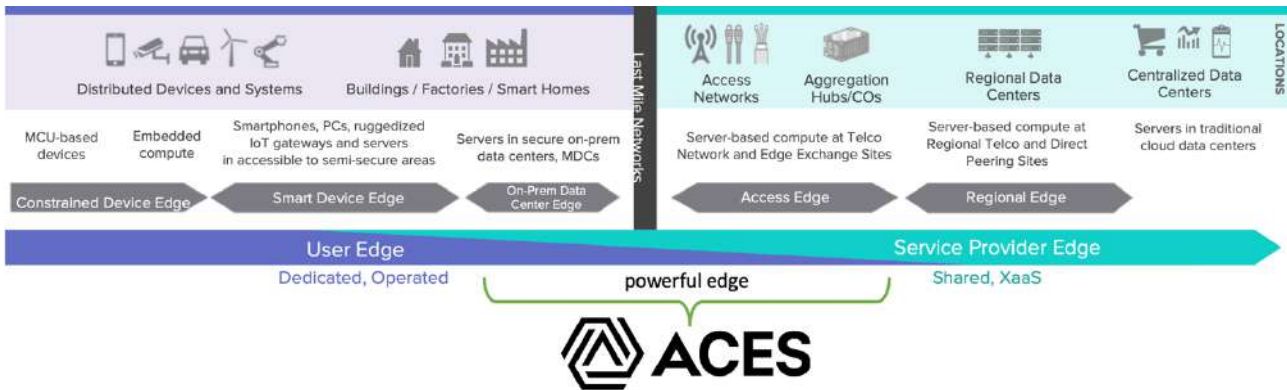 LOCATIONS
Distributed Devices and Systems
Buildings / Factories / Smart Homes
Last Mile Networks
Access
Networks
Aggregation
Hubs/COs
Regional Data
Centers
Centralized Data
Centers
MCU-based
devices
Embedded
compute
Smartphones, PCs, ruggedized
IoT gateways and servers
in accessible to semi-secure areas
Servers in secure on-prem
data centers, MDCs
Server-based compute at Telco
Network and Edge Exchange Sites
Server-based compute at
Regional Telco and Direct
Peering Sites
Servers in traditional
cloud data centers
Constrained Device Edge
Smart Device Edge
On-Prem Data
Center Edge
Access Edge
Regional Edge
User Edge
Service Provider Edge
Dedicated, Operated
powerful edge
Shared, XaaS
ACES